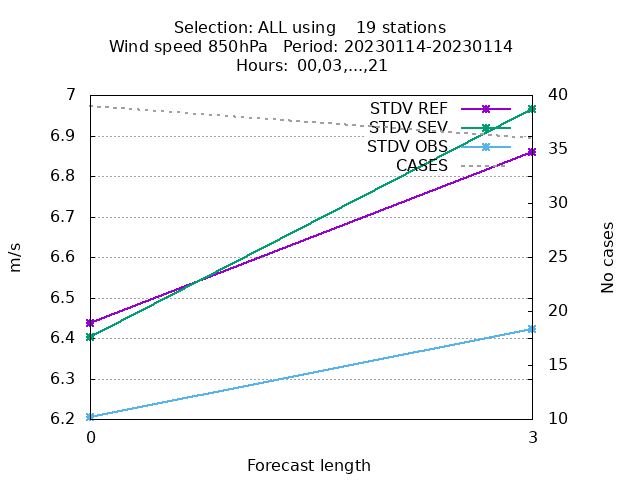 Selection: ALL using    19 stations
Wind speed 850hPa   Period: 20230114-20230114
Hours: 00,03,...,21
7
6.9
6.8
6.7
6.6
6.5
6.4
6.3
6.2
40
35
30
25
20
15
10
STDV REF
STDV SEV
STDV OBS
CASES
m/s
No cases
0
3
Forecast length